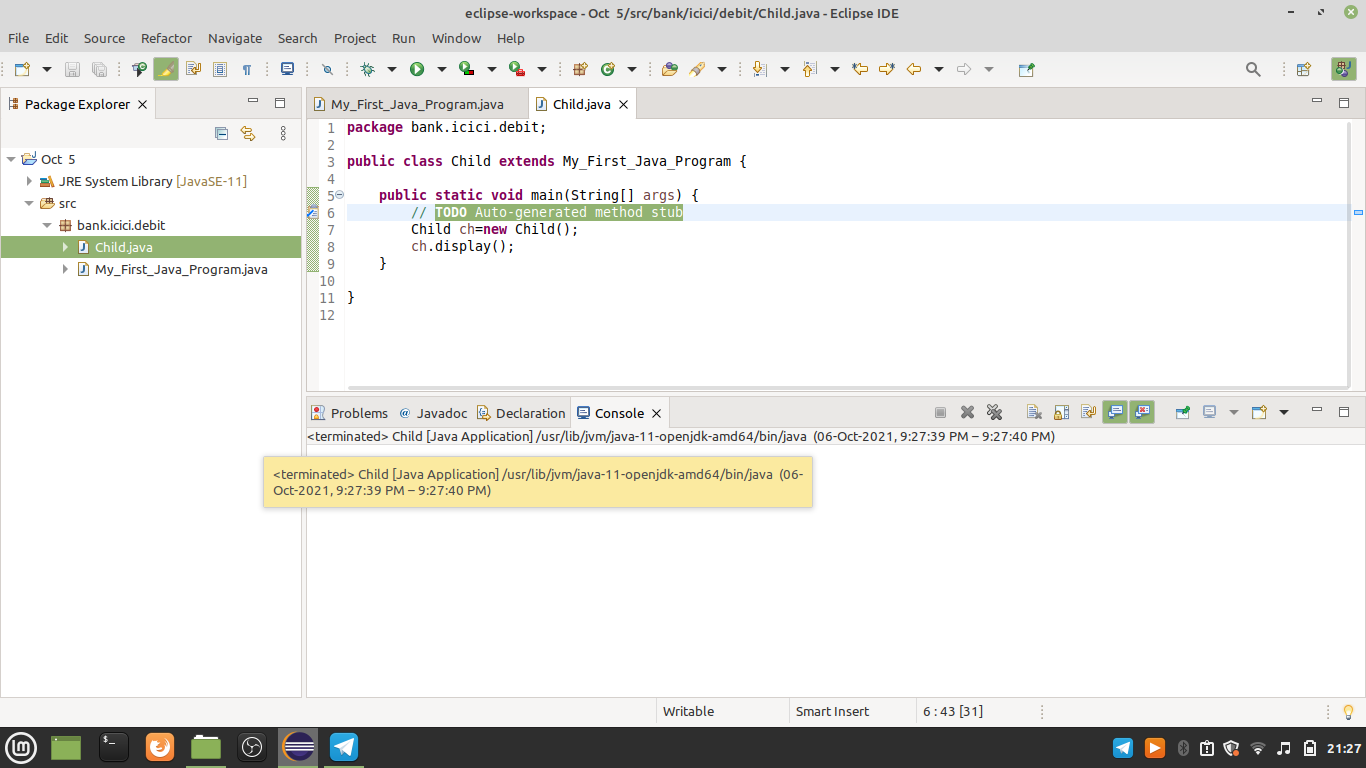 eclipse-workspace - Oct 5/src/bank/icici/debit/Child.java - Eclipse IDE
File Edit Source Refactor Navigate Search Project Run Window Help
Package Explorer
Oct 5
JRE System Library [JavaSE-11]
src
bank.icici.debit
Child.java
My_First_Java_Program.java
My_First_Java_Program.java Child.java
1 package bank.icici.debit;
2
3 public class Child extends My_First_Java_Program {
4
5 public static void main(String[] args) {
6 // TODO Auto-generated method stub
7 Child ch=new Child();
8 ch.display();
9 }
10
11 }
12
Problems @ Javadoc Declaration Console
<terminated> Child [Java Application] /usr/lib/jvm/java-11-openjdk-amd64/bin/java (06-Oct-2021, 9:27:39 PM – 9:27:40 PM)
<terminated> Child [Java Application] /usr/lib/jvm/java-11-openjdk-amd64/bin/java (06-
Oct-2021, 9:27:39 PM – 9:27:40 PM)
Writable Smart Insert 6 : 43 [31]
21:27